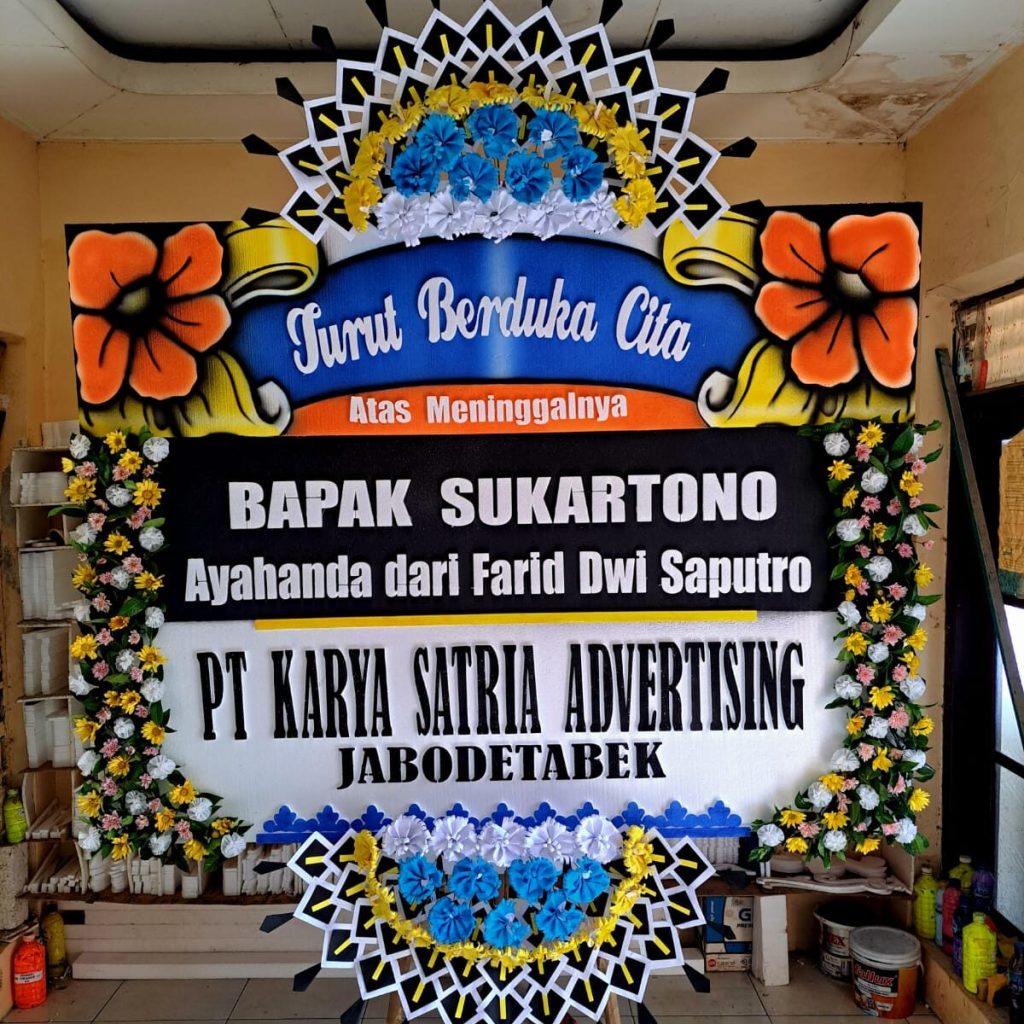 Turut Berduka Cita
Atas Meninggalnya
BAPAK SUKARTONO
Ayahanda dari Farid Dwi Saputro
PT KARYA SATRIA ADVERTISING
JABODETABEK